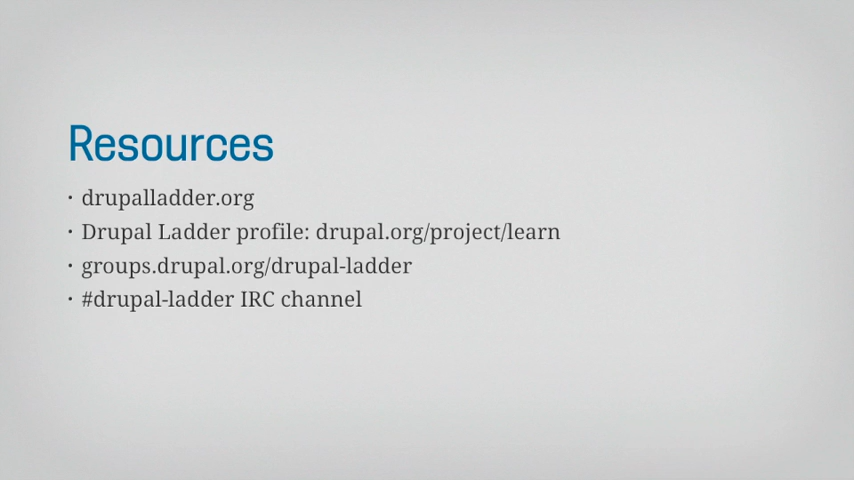 Resources
· drupalladder.org
· Drupal Ladder profile: drupal.org/project/learn
· groups.drupal.org/drupal-ladder
· #drupal-ladder IRC channel